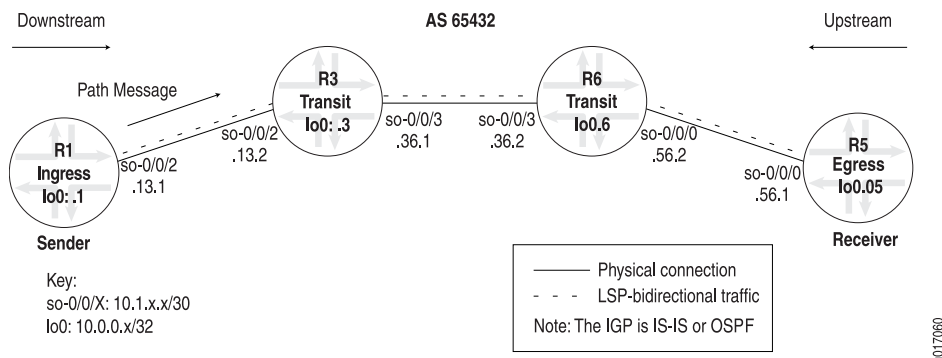 Downstream
AS 65432
Upstream
Path Message
R1
Ingress
lo0: .1
Sender
so-0/0/2
.13.1
so-0/0/2
.13.2
R3
Transit
lo0: .3
so-0/0/3
.36.1
so-0/0/3
.36.2
R6
Transit
lo0.6
so-0/0/0
.56.2
so-0/0/0
.56.1
R5
Egress
lo0.05
Receiver
Key:
so-0/0/X: 10.1.x.x/30
lo0: 10.0.0.x/32
Physical connection
LSP-bidirectional traffic
Note: The IGP is IS-IS or OSPF
g017060